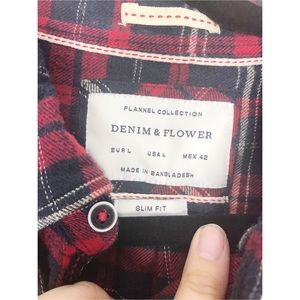 FLANNEL COLLECTION
DENIM & FLOWER
EUR L USA L MEX 42
MADE IN BANGLADESH
SLIM FIT